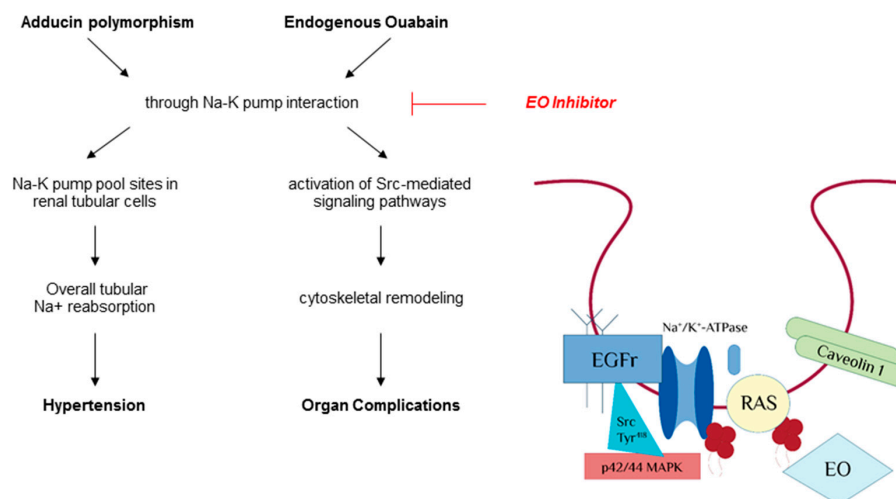 Adducin polymorphism
Endogenous Ouabain
through Na-K pump interaction
EO Inhibitor
Na-K pump pool sites in
renal tubular cells
activation of Src-mediated
signaling pathways
Overall tubular
Na+ reabsorption
cytoskeletal remodeling
Hypertension
Organ Complications
Na⁺/K⁺-ATPase
EGFr
Caveolin 1
RAS
Src
Tyr⁴¹⁸
p42/44 MAPK
EO